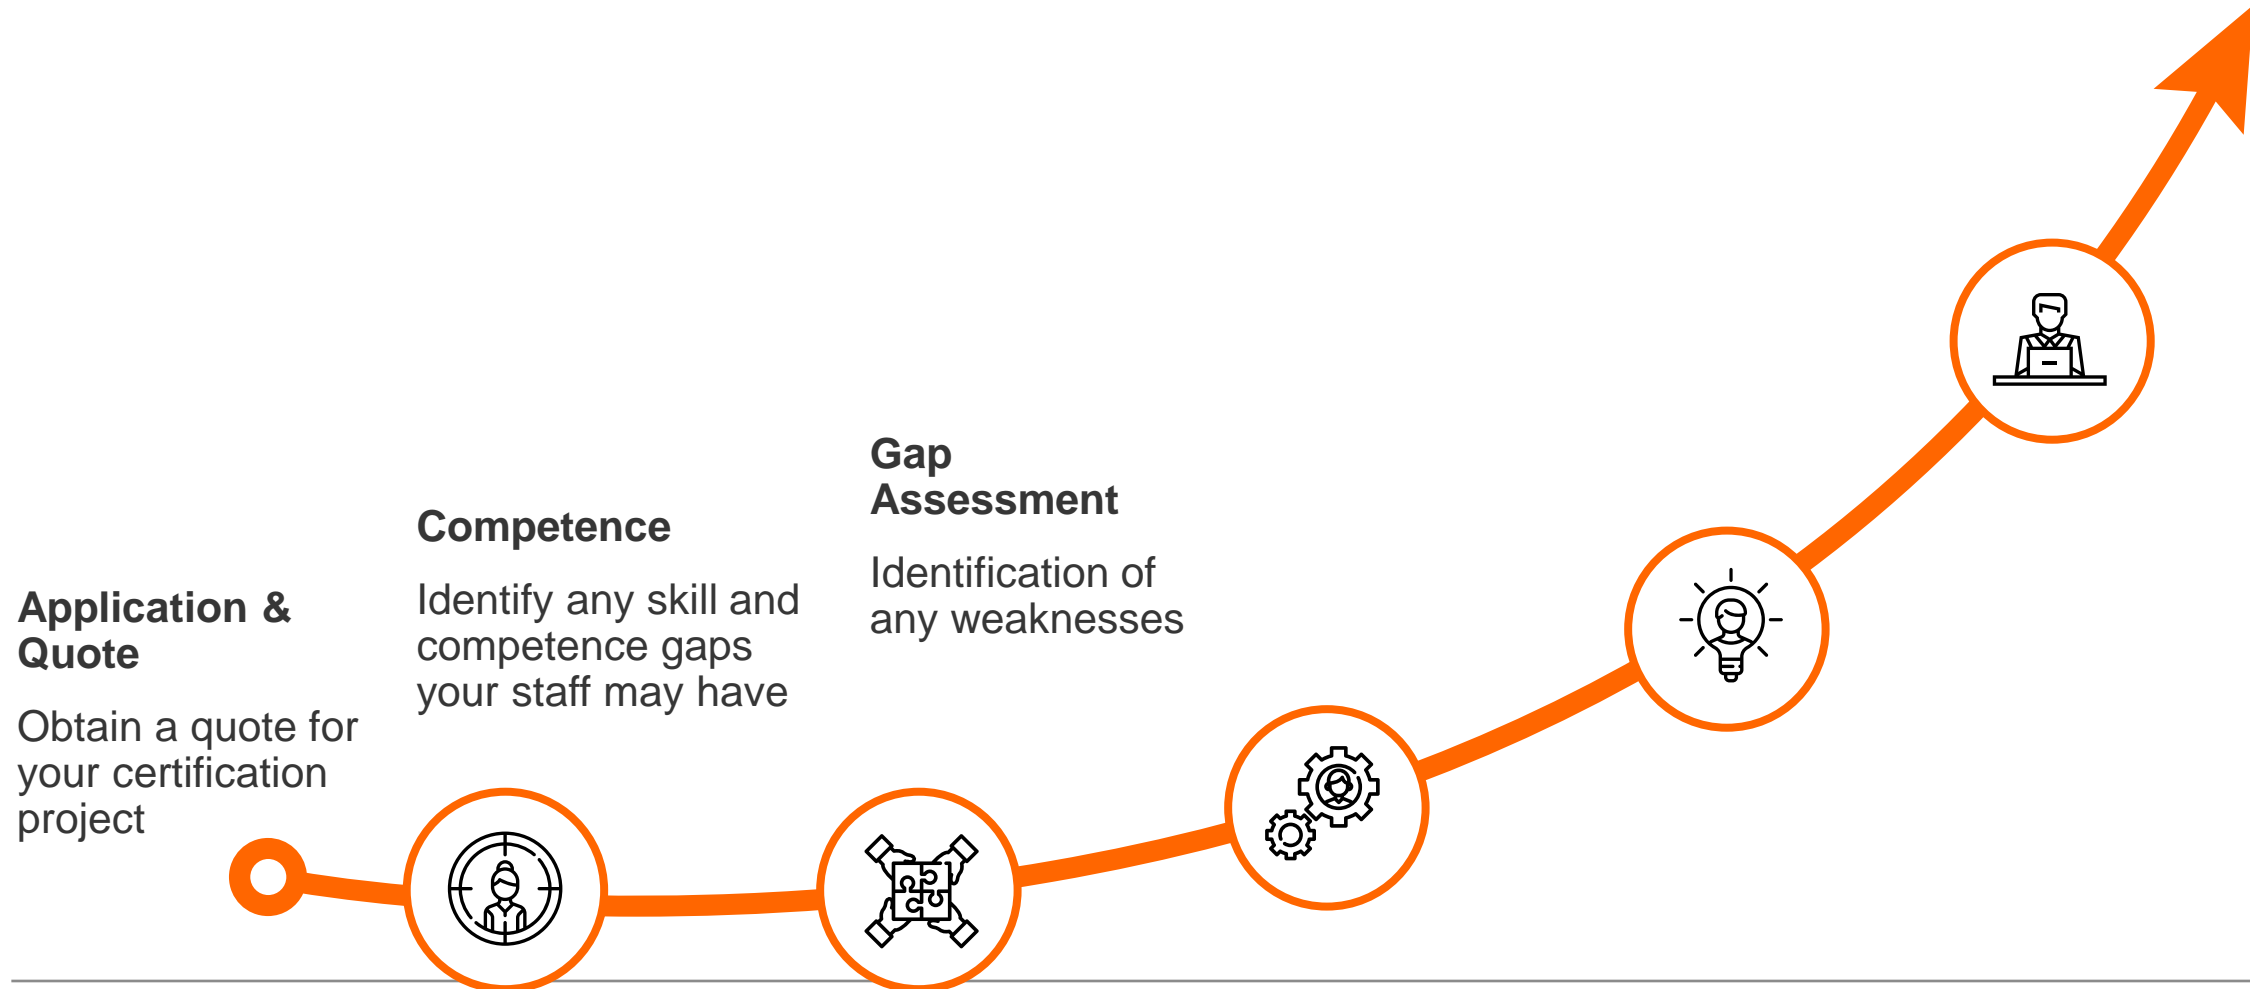 Application &
Quote
Obtain a quote for
your certification
project
Competence
Identify any skill and
competence gaps
your staff may have
Gap
Assessment
Identification of
any weaknesses